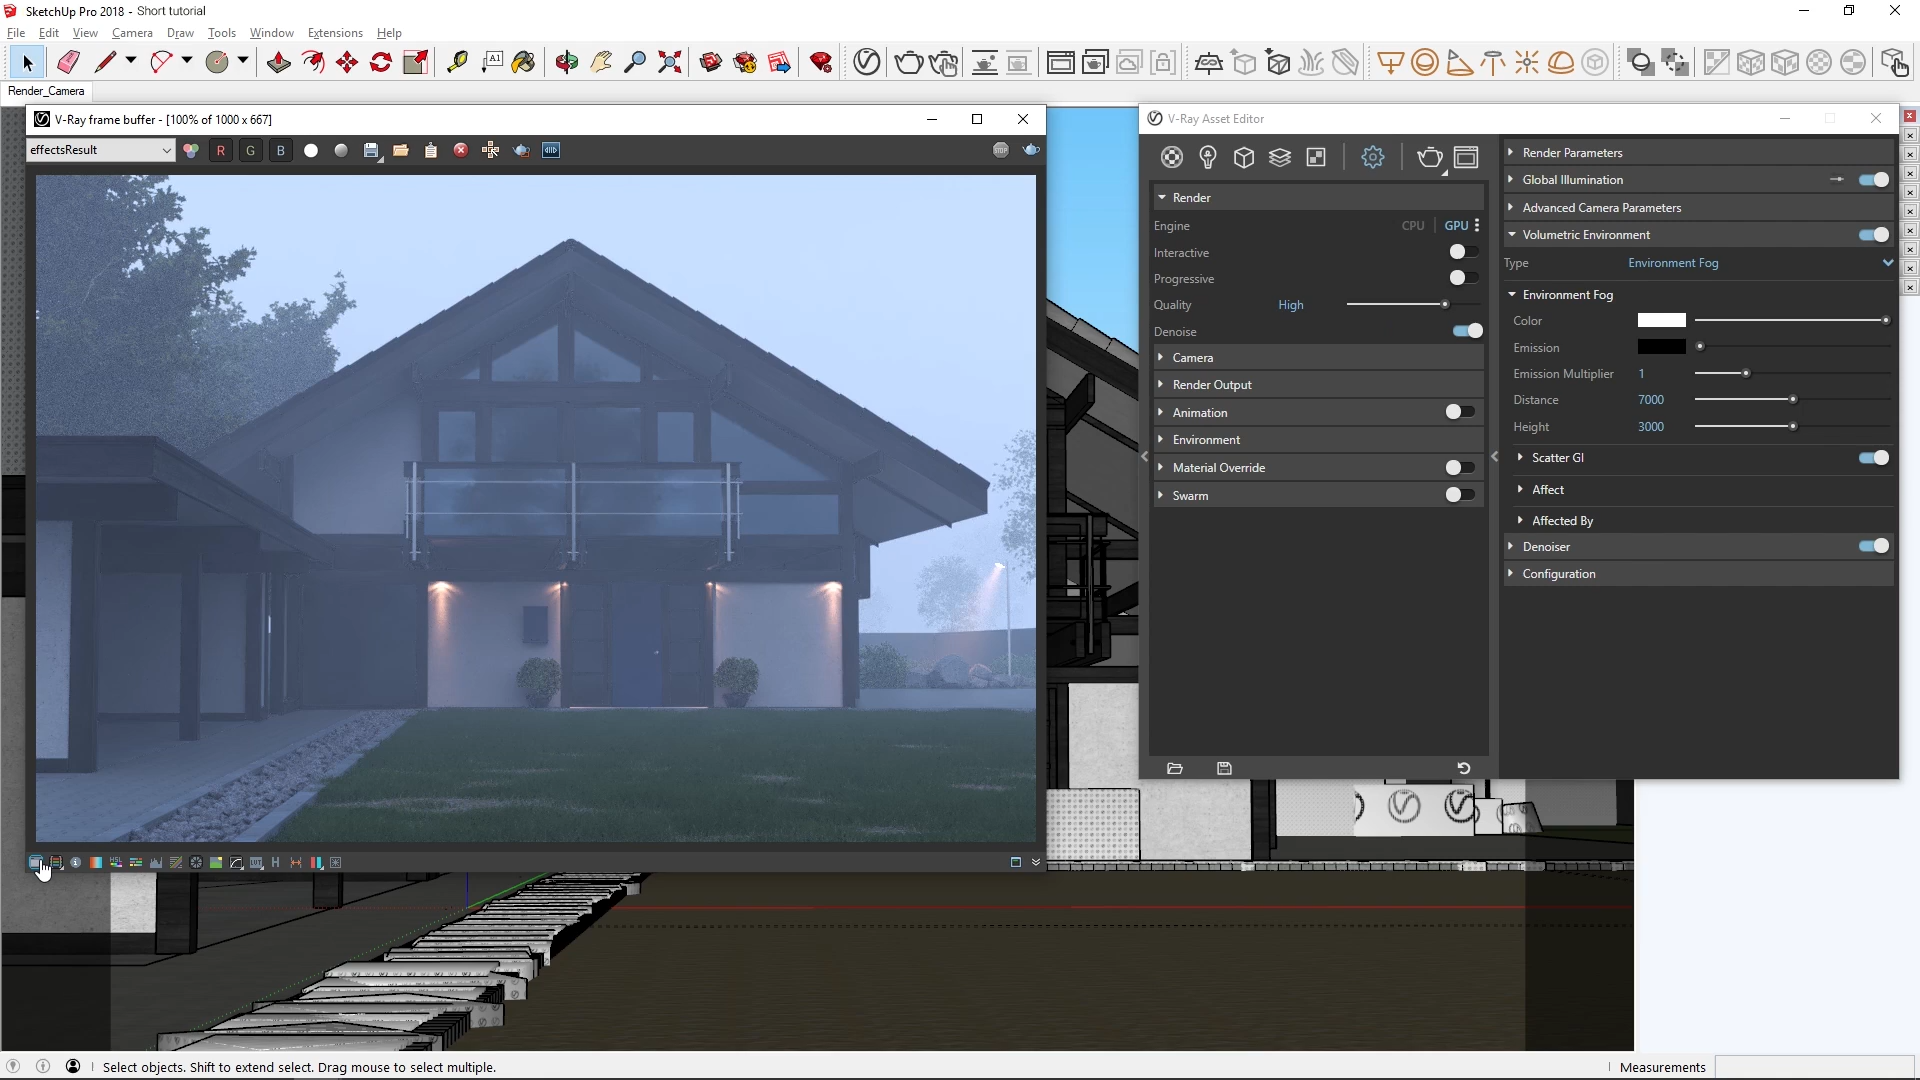 SketchUp Pro 2018 - Short tutorial
File Edit View Camera Draw Tools Window Extensions Help
A1
Render_Camera
V-Ray frame buffer - [100% of 1000 x 667]
effectsResult
R G B
STOP
V-Ray Asset Editor
Render
Engine CPU GPU
Interactive
Progressive
Quality High
Denoise
Camera
Render Output
Animation
Environment
Material Override
Swarm
Render Parameters
Global Illumination
Advanced Camera Parameters
Volumetric Environment
Type Environment Fog
Environment Fog
Color
Emission
Emission Multiplier 1
Distance 7000
Height 3000
Scatter GI
Affect
Affected By
Denoiser
Configuration
HSL
LUT
H
Select objects. Shift to extend select. Drag mouse to select multiple.
Measurements